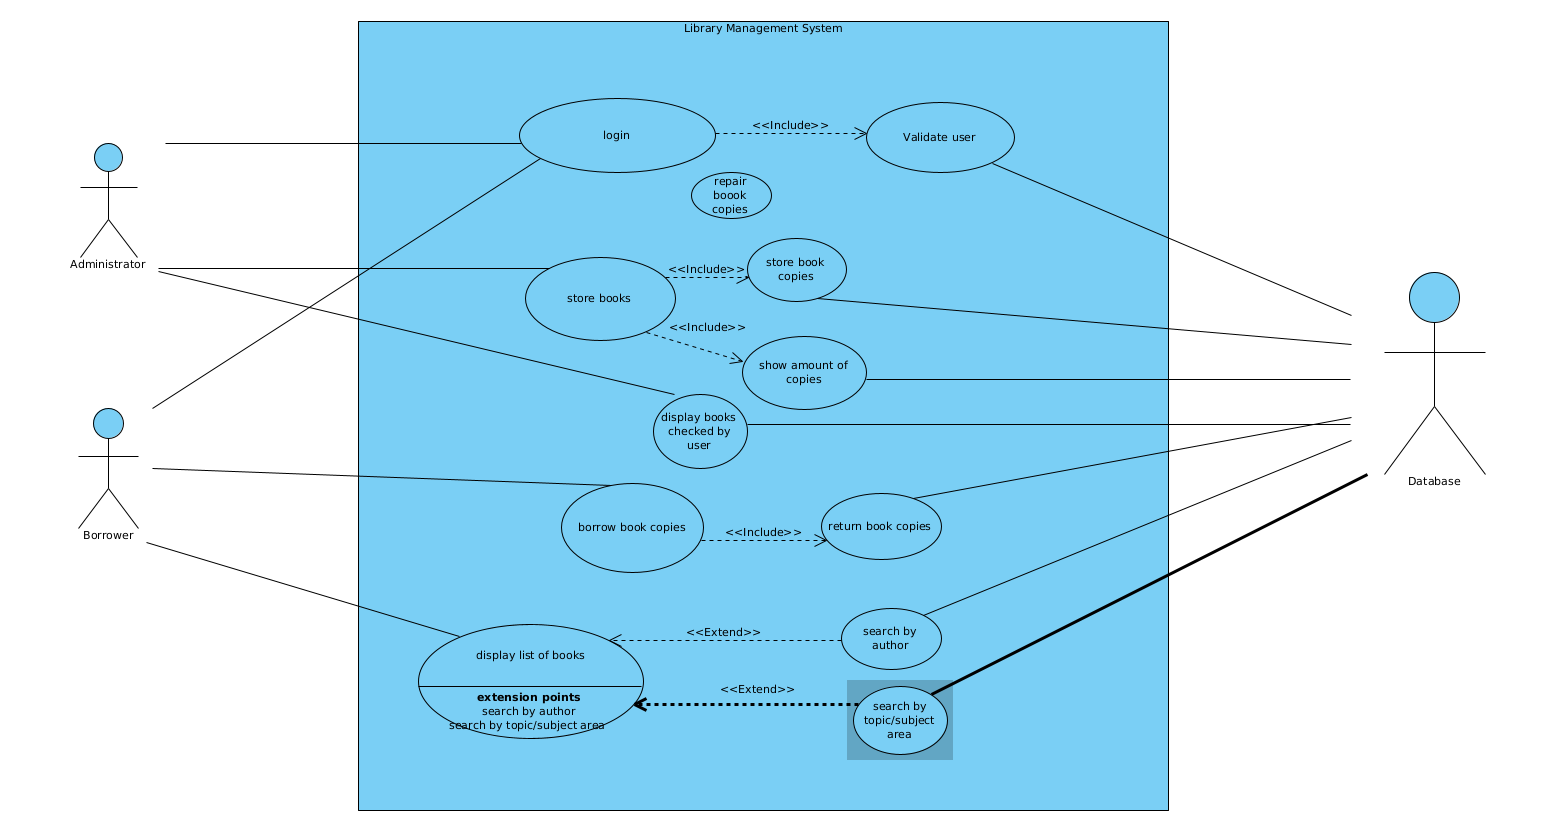 Library Management System
login
<<Include>>
Validate user
repair
boook
copies
Administrator
store books
<<Include>>
store book
copies
<<Include>>
show amount of
copies
display books
checked by
user
Database
Borrower
borrow book copies
<<Include>>
return book copies
display list of books
extension points
search by author
search by topic/subject area
<<Extend>>
search by
author
<<Extend>>
search by
topic/subject
area